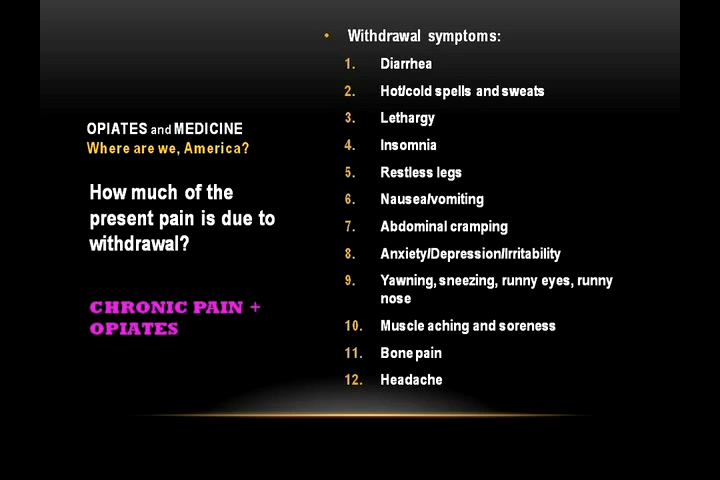 OPIATES and MEDICINE
Where are we, America?
How much of the
present pain is due to
withdrawal?
CHRONIC PAIN +
OPIATES
• Withdrawal symptoms:
1. Diarrhea
2. Hot/cold spells and sweats
3. Lethargy
4. Insomnia
5. Restless legs
6. Nausea/vomiting
7. Abdominal cramping
8. Anxiety/Depression/Irritability
9. Yawning, sneezing, runny eyes, runny
nose
10. Muscle aching and soreness
11. Bone pain
12. Headache